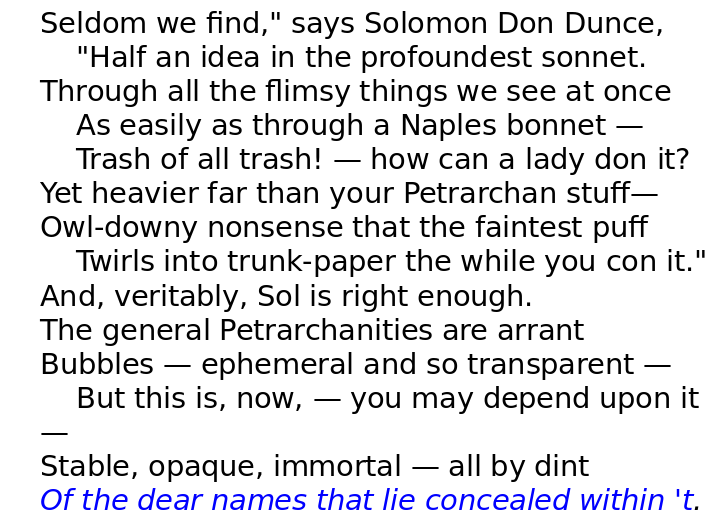 Seldom we find," says Solomon Don Dunce,
"Half an idea in the profoundest sonnet.
Through all the flimsy things we see at once
As easily as through a Naples bonnet —
Trash of all trash! — how can a lady don it?
Yet heavier far than your Petrarchan stuff—
Owl-downy nonsense that the faintest puff
Twirls into trunk-paper the while you con it."
And, veritably, Sol is right enough.
The general Petrarchanities are arrant
Bubbles — ephemeral and so transparent —
But this is, now, — you may depend upon it
—
Stable, opaque, immortal — all by dint
Of the dear names that lie concealed within 't.